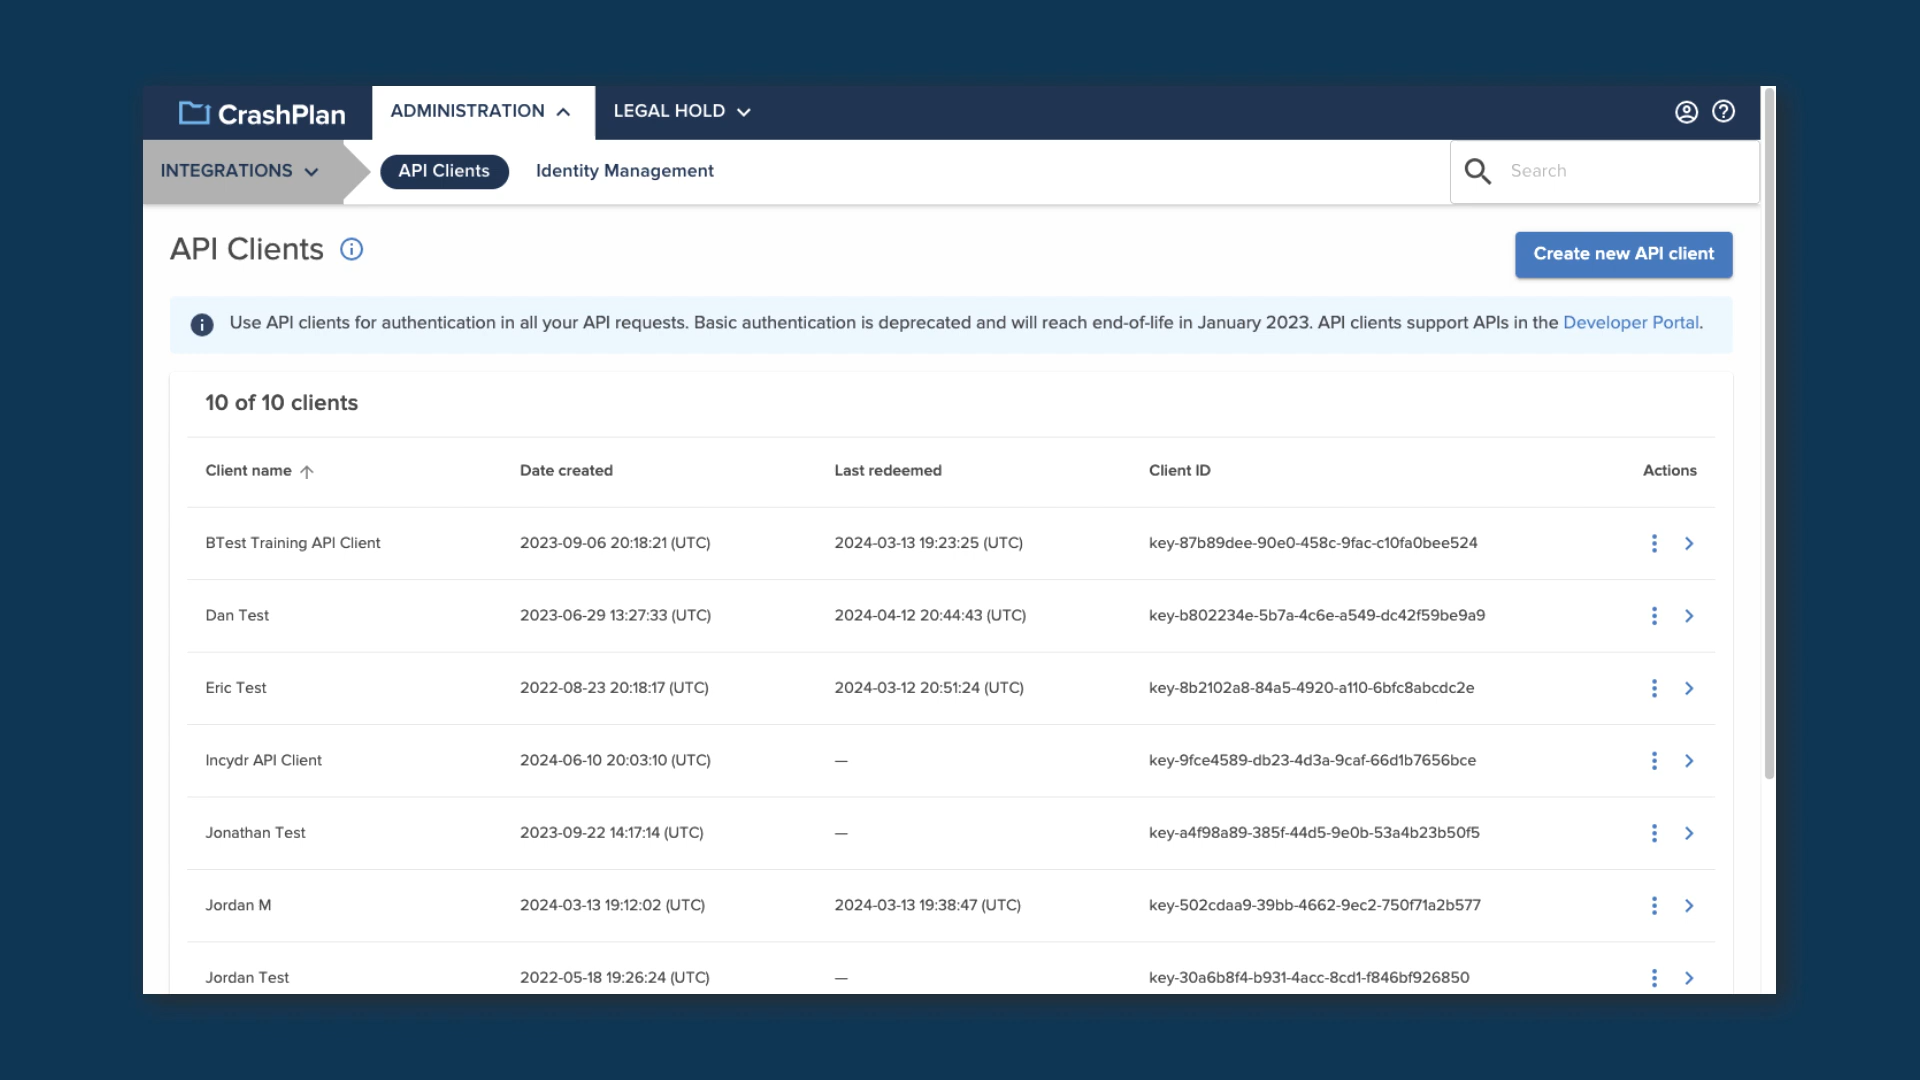 CrashPlan
ADMINISTRATION
LEGAL HOLD
INTEGRATIONS
API Clients
Identity Management
Search
API Clients
Create new API client
Use API clients for authentication in all your API requests. Basic authentication is deprecated and will reach end-of-life in January 2023. API clients support APIs in the Developer Portal.
10 of 10 clients
Client name Date created Last redeemed Client ID Actions
BTest Training API Client 2023-09-06 20:18:21 (UTC) 2024-03-13 19:23:25 (UTC) key-87b89dee-90e0-458c-9fac-c10fa0bee524
Dan Test 2023-06-29 13:27:33 (UTC) 2024-04-12 20:44:43 (UTC) key-b802234e-5b7a-4c6e-a549-dc42f59be9a9
Eric Test 2022-08-23 20:18:17 (UTC) 2024-03-12 20:51:24 (UTC) key-8b2102a8-84a5-4920-a110-6bfc8abcdc2e
Incydr API Client 2024-06-10 20:03:10 (UTC) — key-9fce4589-db23-4d3a-9caf-66d1b7656bce
Jonathan Test 2023-09-22 14:17:14 (UTC) — key-a4f98a89-385f-44d5-9e0b-53a4b23b50f5
Jordan M 2024-03-13 19:12:02 (UTC) 2024-03-13 19:38:47 (UTC) key-502cdaa9-39bb-4662-9ec2-750f71a2b577
Jordan Test 2022-05-18 19:26:24 (UTC) — key-30a6b8f4-b931-4acc-8cd1-f846bf926850